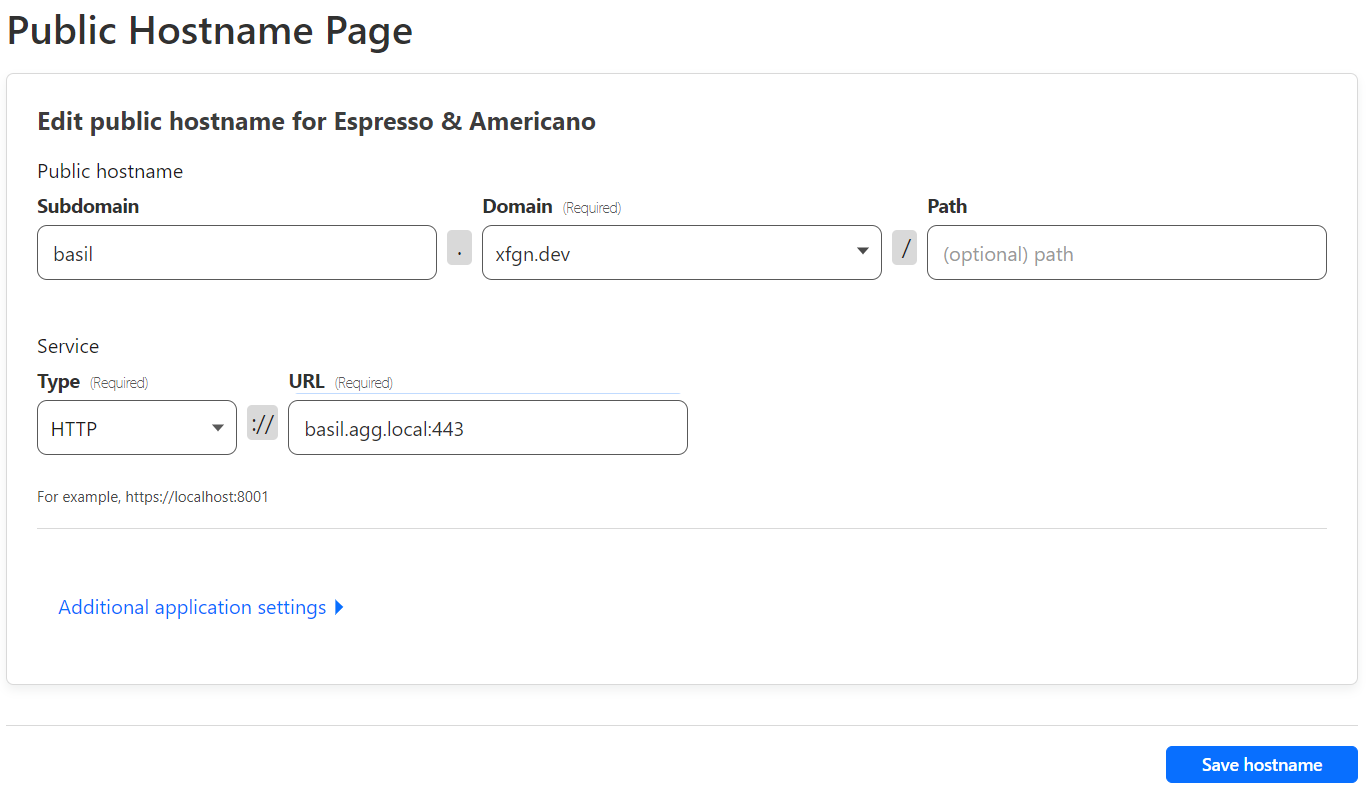 Public Hostname Page
Edit public hostname for Espresso & Americano
Public hostname
Subdomain
Domain (Required)
Path
basil
.
xfgn.dev
/
(optional) path
Service
Type (Required)
URL (Required)
HTTP
://
basil.agg.local:443
For example, https://localhost:8001
Additional application settings
Save hostname